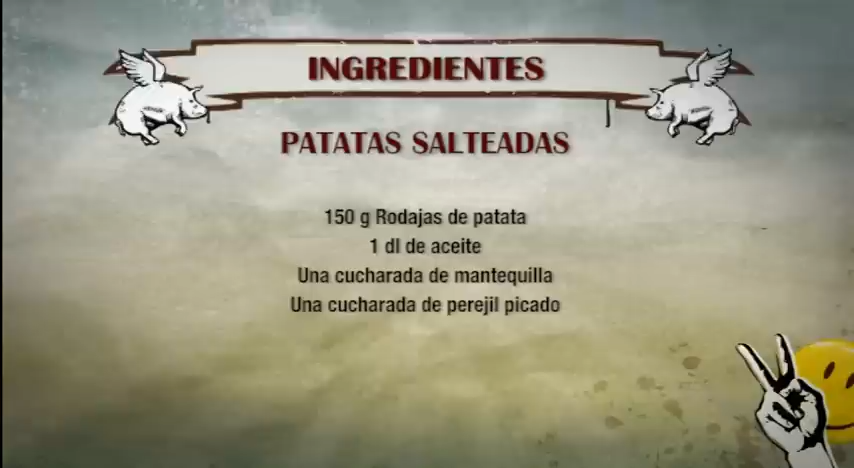 INGREDIENTES
PATATAS SALTEADAS
150 g Rodajas de patata
1 dl de aceite
Una cucharada de mantequilla
Una cucharada de perejil picado